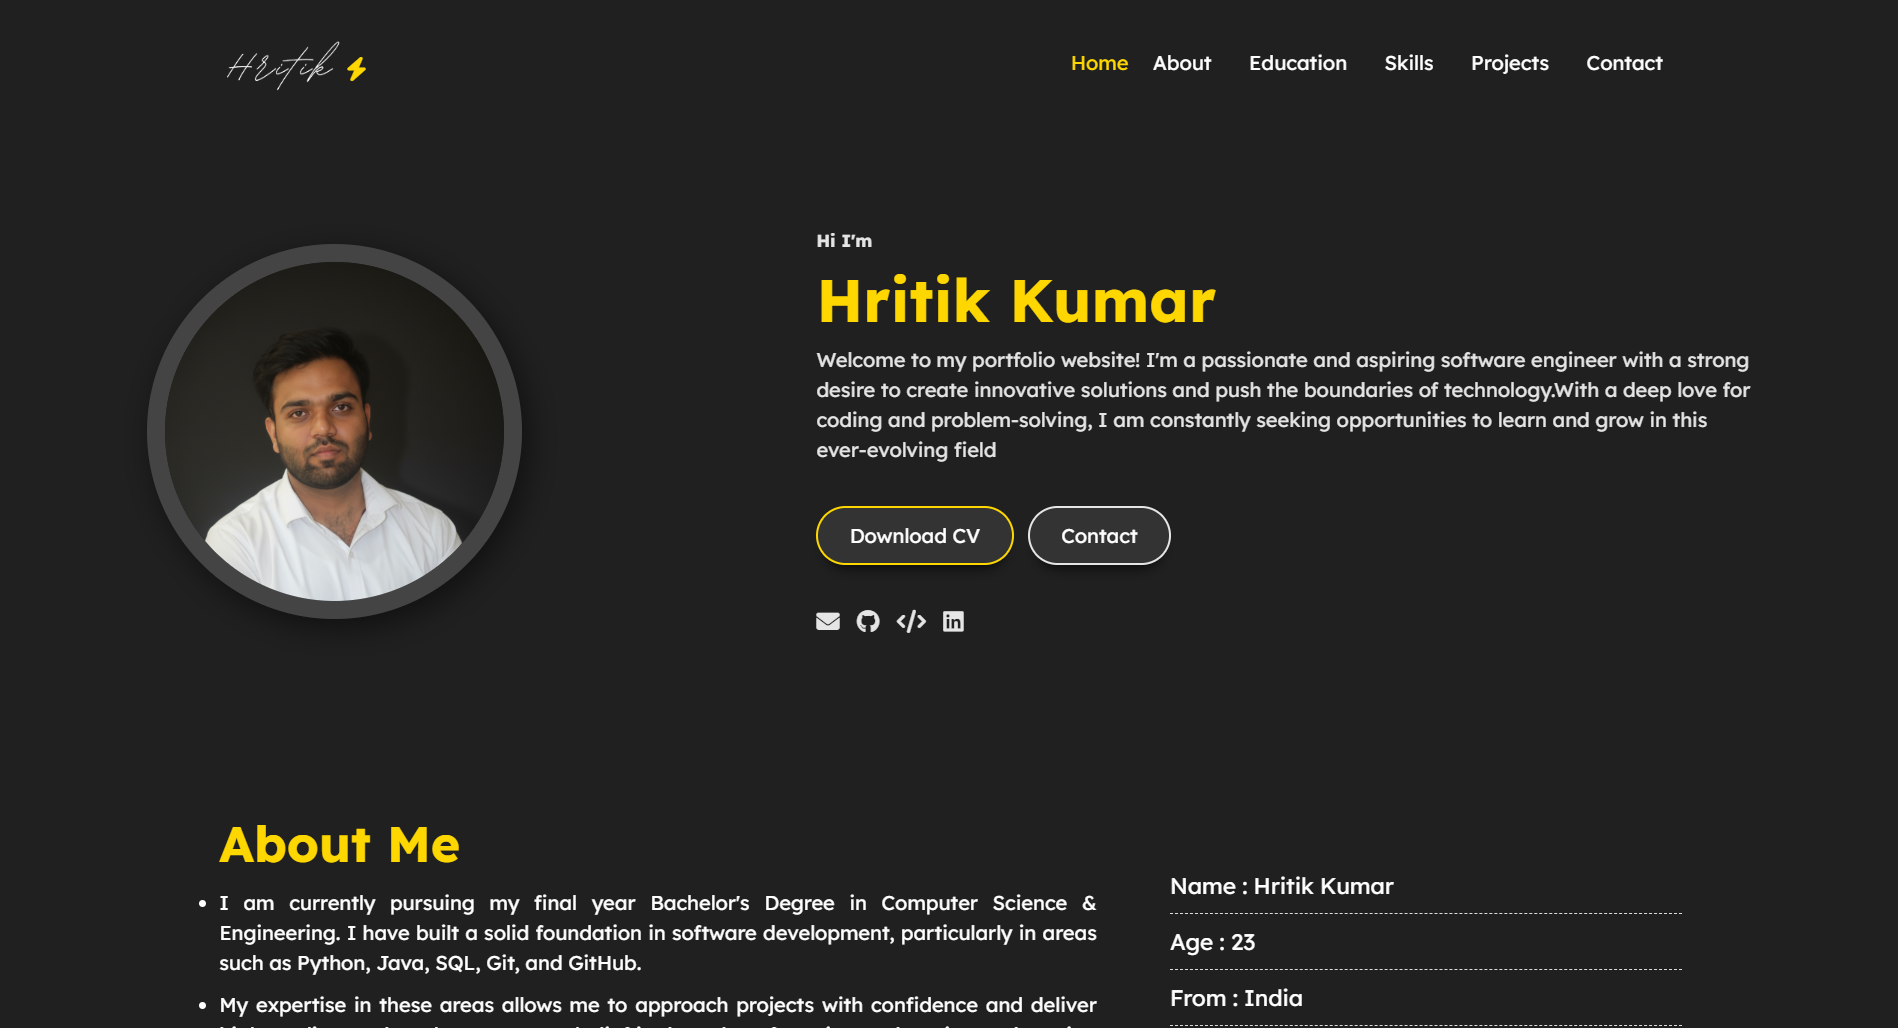 Hritik
Home About Education Skills Projects Contact
Hi I'm
Hritik Kumar
Welcome to my portfolio website! I'm a passionate and aspiring software engineer with a strong
desire to create innovative solutions and push the boundaries of technology.With a deep love for
coding and problem-solving, I am constantly seeking opportunities to learn and grow in this
ever-evolving field
Download CV
Contact
About Me
I am currently pursuing my final year Bachelor's Degree in Computer Science &
Engineering. I have built a solid foundation in software development, particularly in areas
such as Python, Java, SQL, Git, and GitHub.
My expertise in these areas allows me to approach projects with confidence and deliver
Name : Hritik Kumar
Age : 23
From : India